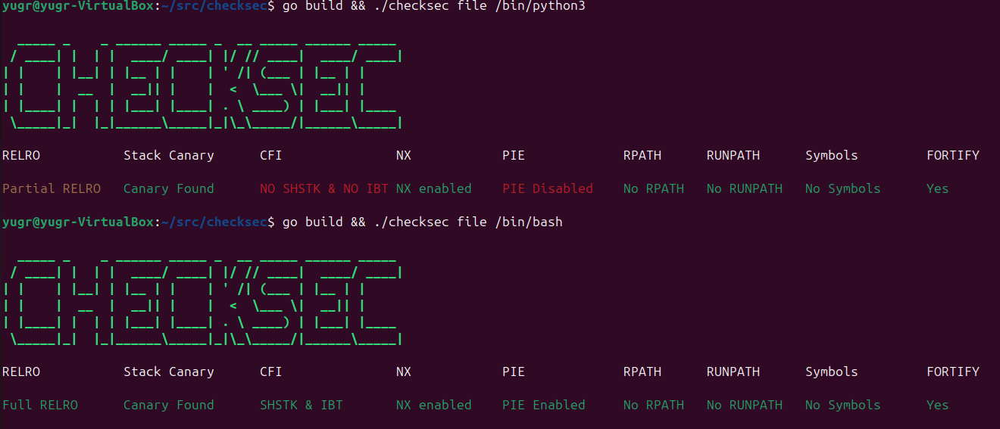 yugr@yugr-VirtualBox:~/src/checksec$ go build && ./checksec file /bin/python3
  _____ _    _ ______ _____ _  __ _____ ______ _____
 / ____| |  | |  ____/ ____| |/ // ____|  ____/ ____|
| |    | |__| | |__ | |    | ' /| (___ | |__ | |
| |    |  __  |  __|| |    |  <  \___ \|  __|| |
| |____| |  | | |___| |____| . \ ____) | |___| |____
 \_____|_|  |_|______\_____|_|\_\_____/|______\_____|
RELRO           Stack Canary      CFI               NX            PIE             RPATH      RUNPATH      Symbols         FORTIFY
Partial RELRO   Canary Found      NO SHSTK & NO IBT NX enabled    PIE Disabled    No RPATH   No RUNPATH   No Symbols      Yes
yugr@yugr-VirtualBox:~/src/checksec$ go build && ./checksec file /bin/bash
  _____ _    _ ______ _____ _  __ _____ ______ _____
 / ____| |  | |  ____/ ____| |/ // ____|  ____/ ____|
| |    | |__| | |__ | |    | ' /| (___ | |__ | |
| |    |  __  |  __|| |    |  <  \___ \|  __|| |
| |____| |  | | |___| |____| . \ ____) | |___| |____
 \_____|_|  |_|______\_____|_|\_\_____/|______\_____|
RELRO           Stack Canary      CFI               NX            PIE             RPATH      RUNPATH      Symbols         FORTIFY
Full RELRO      Canary Found      SHSTK & IBT       NX enabled    PIE Enabled     No RPATH   No RUNPATH   No Symbols      Yes